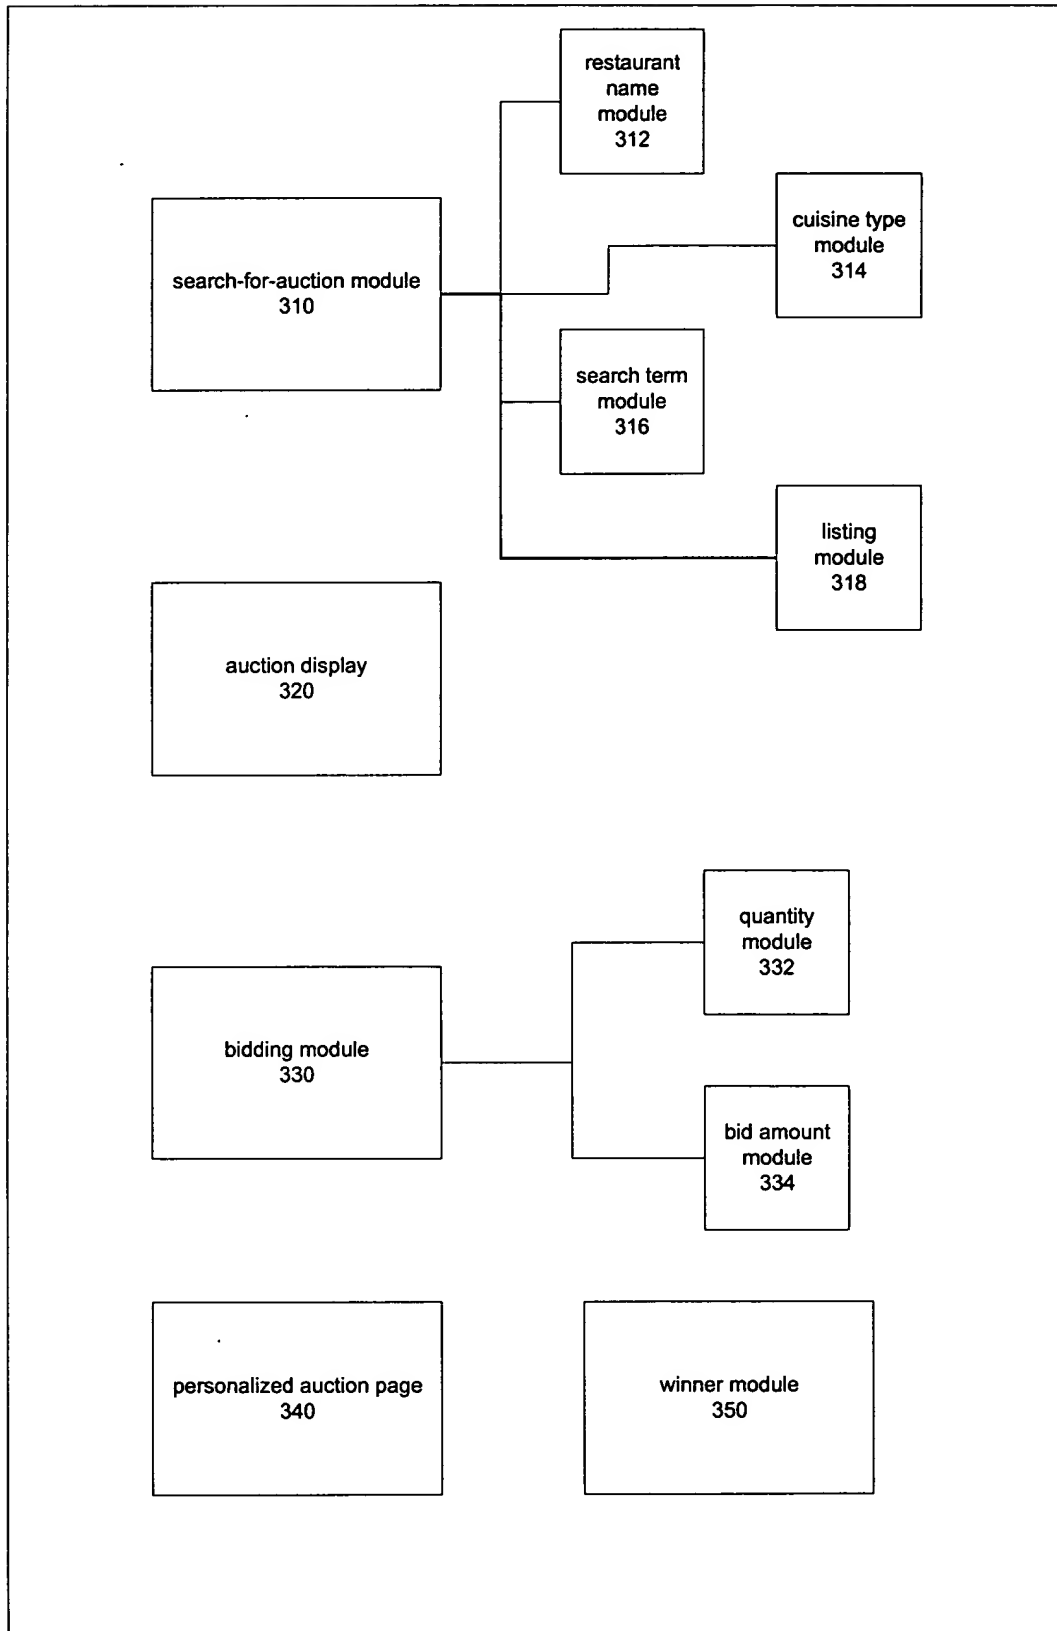 restaurant
name
module
312
cuisine type
module
314
search-for-auction module
310
search term
module
316
listing
module
318
auction display
320
quantity
module
332
bidding module
330
bid amount
module
334
personalized auction page
340
winner module
350